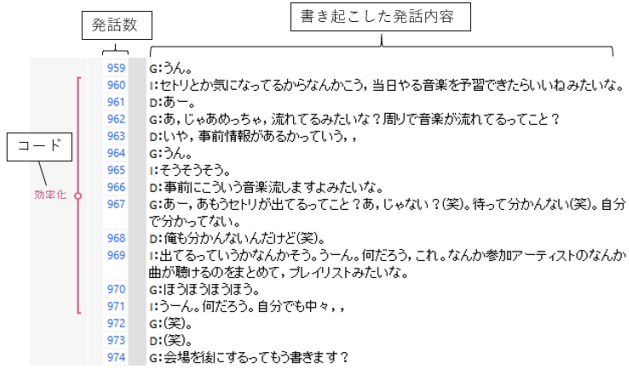 発話数
書き起こした発話内容
959 G:うん。
960 I:セトリとか気になってるからなんかこう,当日やる音楽を予習できたらいいねみたいな。
961 D:あー。
962 G:あ,じゃあめっちゃ,流れてるみたいな?周りで音楽が流れてるってこと?
963 D:いや,事前情報があるかっていう,,
コード
964 G:うん。
965 I:そうそうそう。
966 D:事前にこういう音楽流しますよみたいな。
効率化
967 G:あー,あもうセトリが出てるってこと?あ,じゃない?(笑)。待って分かんない(笑)。自分
で分かってない。
968 D:俺も分かんないんだけど(笑)。
969 I:出てるっていうかなんかそう。うーん。何だろう,これ。なんか参加アーティストのなんか
曲が聴けるのをまとめて,プレイリストみたいな。
970 G:ほうほうほうほう。
971 I:うーん。何だろう。自分でも中々,,
972 G:(笑)。
973 D:(笑)。
974 G:会場を後にするってもう書きます?